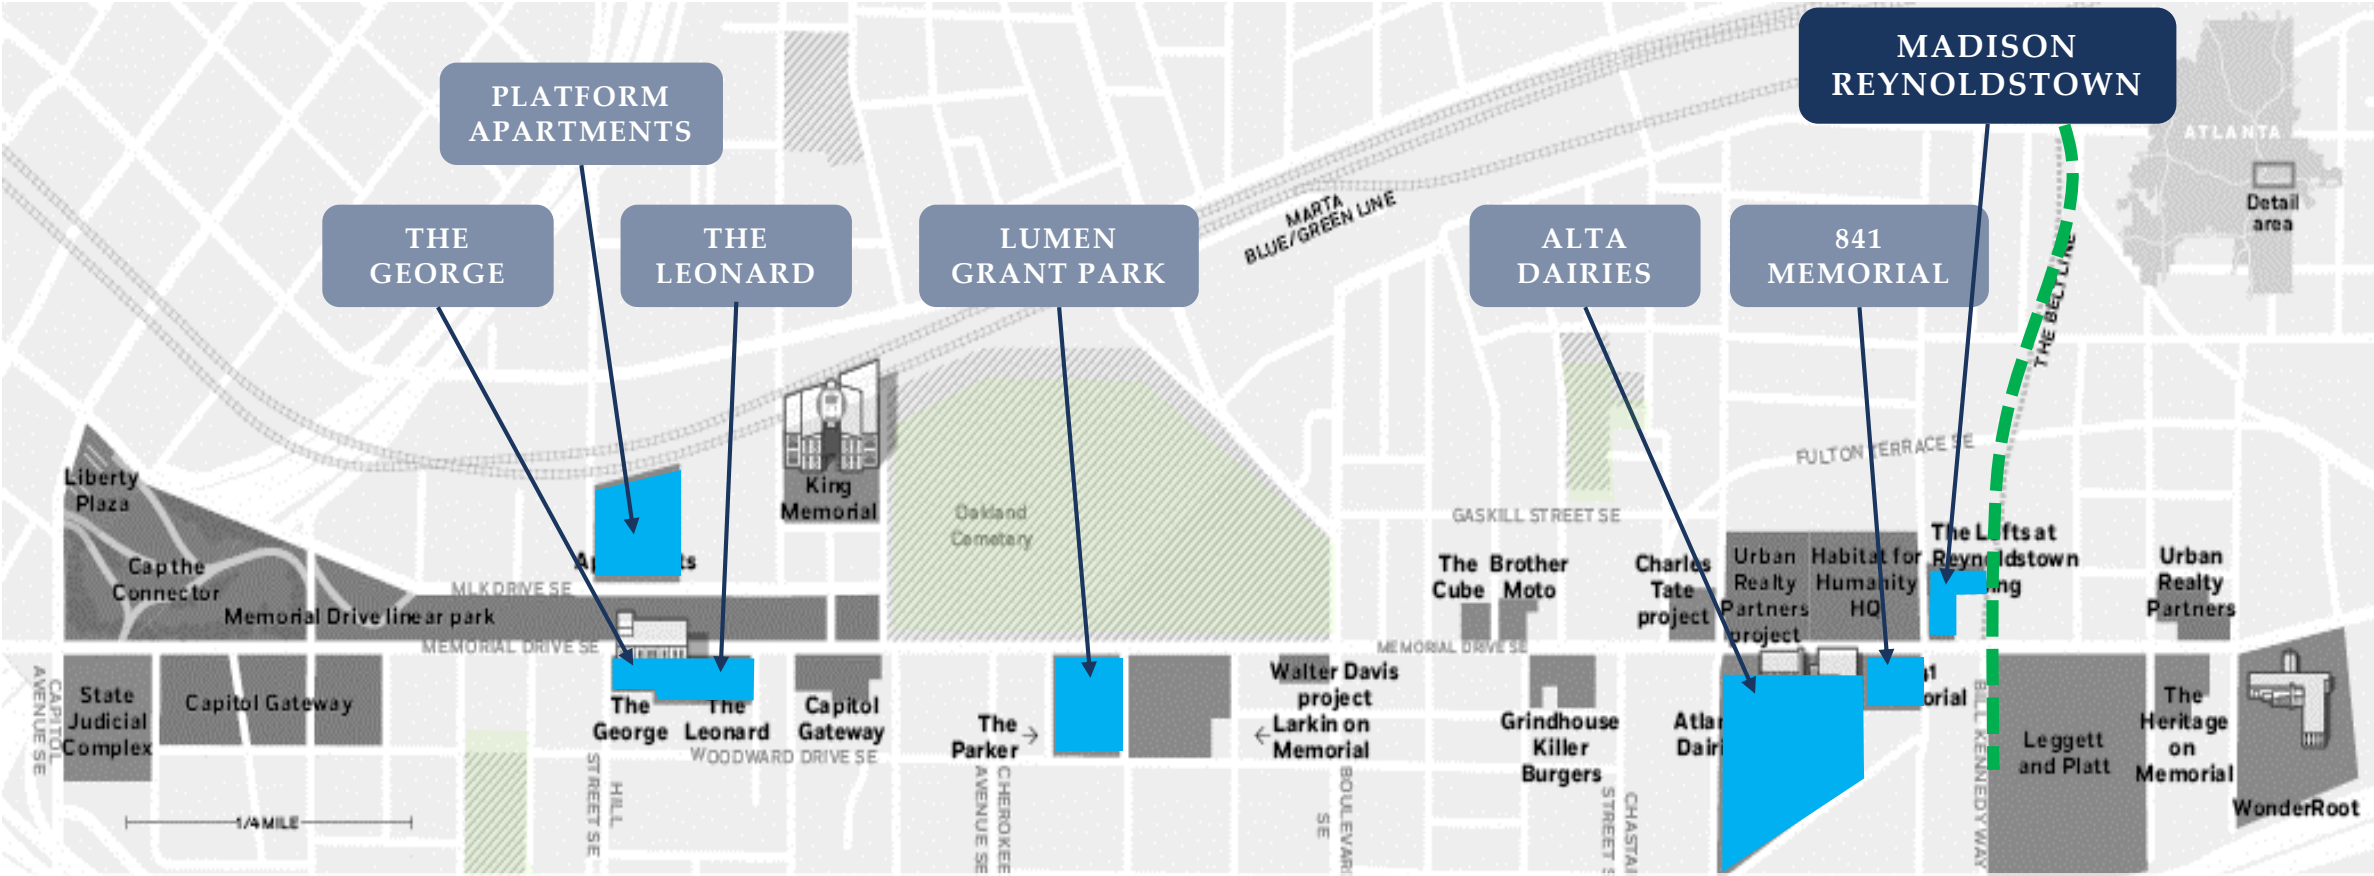 MADISON
REYNOLDSTOWN
PLATFORM
APARTMENTS
ATLANTA
Detail
area
MARTA
BLUE/GREEN LINE
THE
GEORGE
THE
LEONARD
LUMEN
GRANT PARK
ALTA
DAIRIES
841
MEMORIAL
THE BELTLINE
FULTON TERRACE SE
Liberty
Plaza
King
Memorial
Oakland
Cemetery
GASKILL STREET SE
Cap the
Connector
Memorial Drive linear park
MLK DRIVE SE
MEMORIAL DRIVE SE
The
Cube
Brother
Moto
Charles
Tate
project
Urban
Realty
Partners
project
Habitat for
Humanity
HQ
The Lofts at
Reynoldstown
Urban
Realty
Partners
MEMORIAL DRIVE SE
CAPITOL
AVENUE SE
State
Judicial
Complex
Capitol Gateway
The
George
The
Leonard
Capitol
Gateway
WOODWARD DRIVE SE
The
Parker
Walter Davis
project
Larkin on
Memorial
Grindhouse
Killer
Burgers
BILL KENNEDY WAY
Leggett
and Platt
The
Heritage
on
Memorial
WonderRoot
1/4 MILE
HILL
STREET SE
CHEROKEE
AVENUE SE
SE